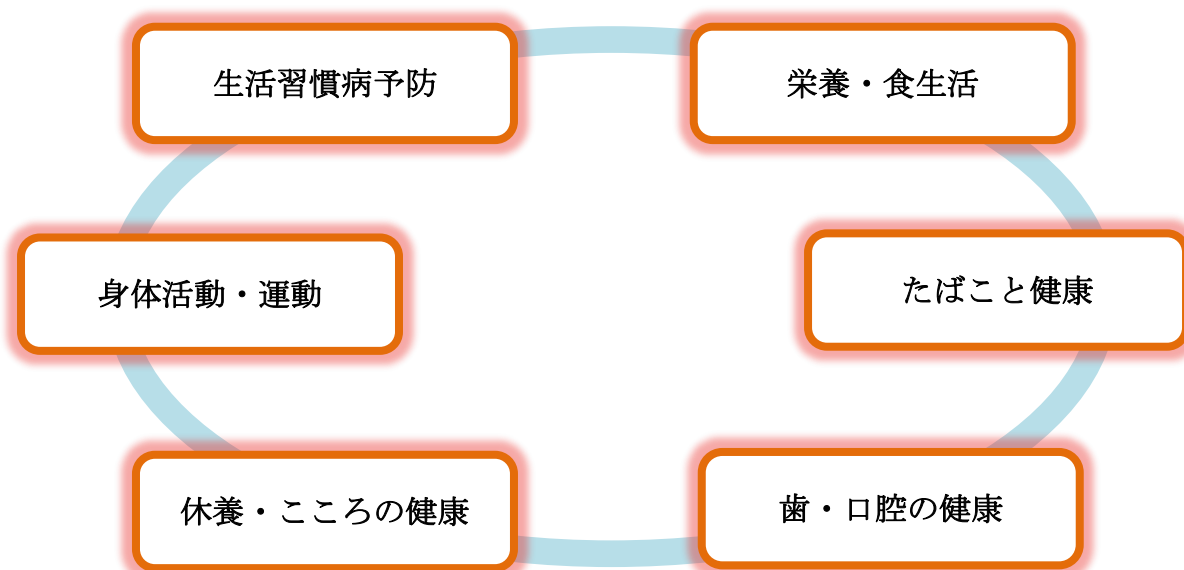 生活習慣病予防
栄養・食生活
身体活動・運動
たばこと健康
休養・こころの健康
歯・口腔の健康